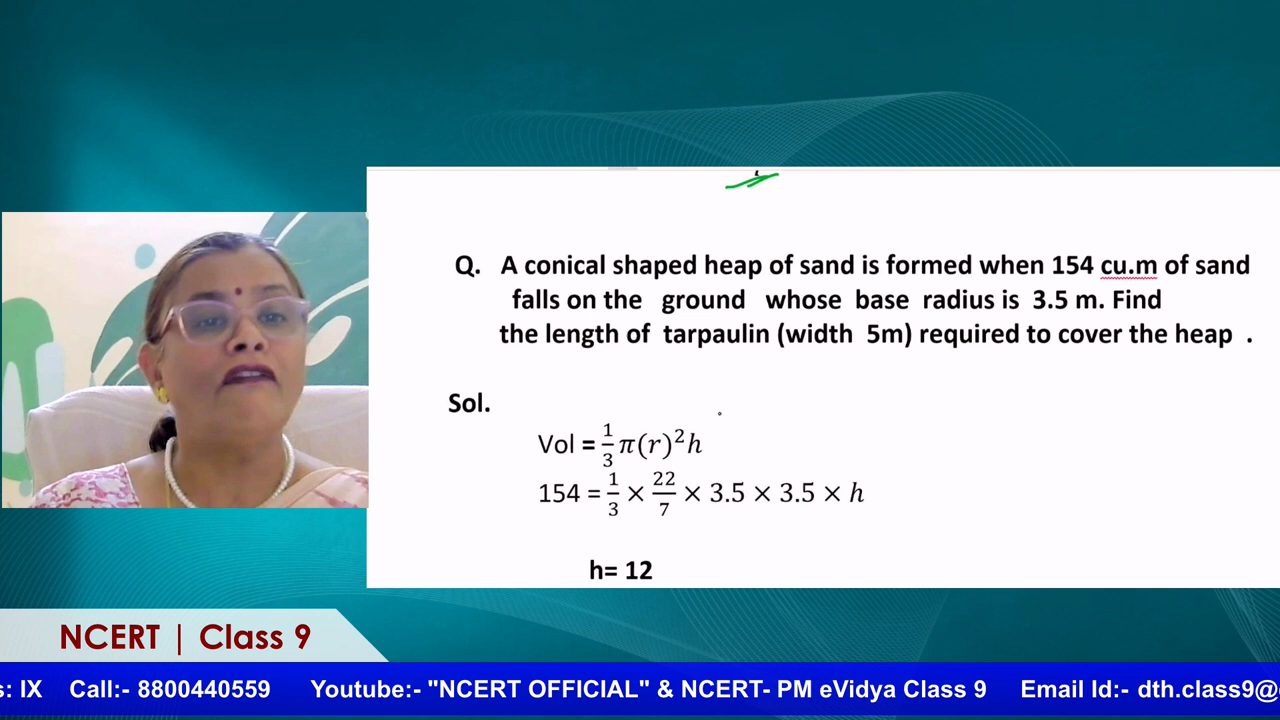 Q. A conical shaped heap of sand is formed when 154 cu.m of sand
falls on the ground whose base radius is 3.5 m. Find
the length of tarpaulin (width 5m) required to cover the heap .
Sol.
Vol = 1/3 π(r)²h
154 = 1/3 × 22/7 × 3.5 × 3.5 × h
h= 12
NCERT | Class 9
s: IX Call:- 8800440559 Youtube:- "NCERT OFFICIAL" & NCERT- PM eVidya Class 9 Email Id:- dth.class9@